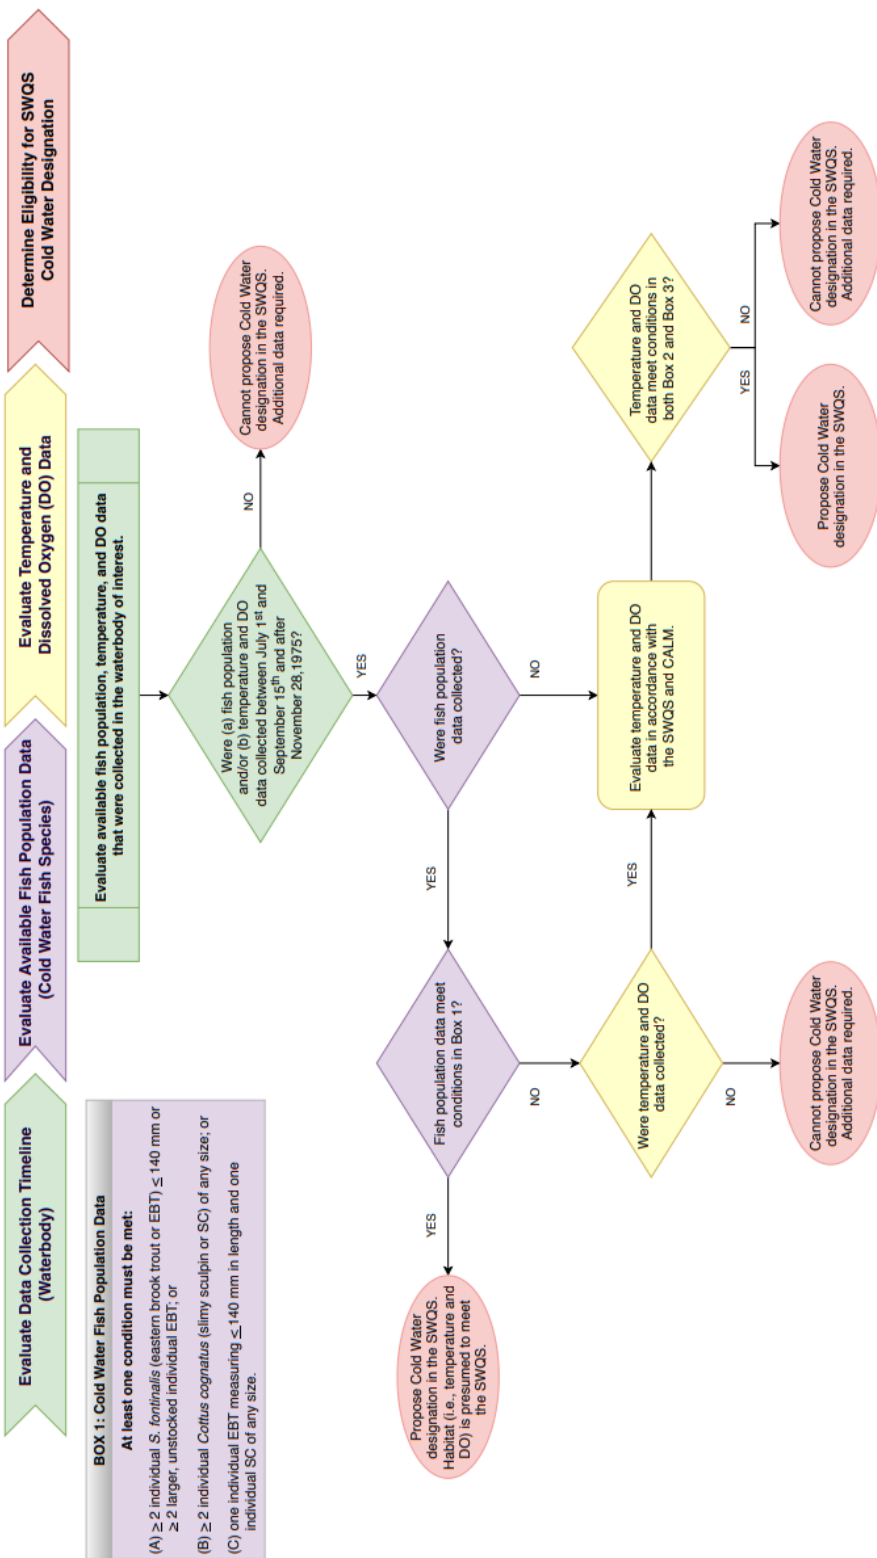 Evaluate Data Collection Timeline
(Waterbody)
Evaluate Available Fish Population Data
(Cold Water Fish Species)
Evaluate Temperature and
Dissolved Oxygen (DO) Data
Determine Eligibility for SWQS
Cold Water Designation
BOX 1: Cold Water Fish Population Data
At least one condition must be met:
(A) ≥ 2 individual S. fontinalis (eastern brook trout or EBT) ≤ 140 mm or
≥ 2 larger, unstocked individual EBT; or
(B) ≥ 2 individual Cottus cognatus (slimy sculpin or SC) of any size; or
(C) one individual EBT measuring ≤ 140 mm in length and one
individual SC of any size.
Evaluate available fish population, temperature, and DO data
that were collected in the waterbody of interest.
Were (a) fish population
and/or (b) temperature and DO
data collected between July 1st and
September 15th and after
November 28,1975?
NO
Cannot propose Cold Water
designation in the SWQS.
Additional data required.
YES
Were fish population
data collected?
YES
NO
Fish population data meet
conditions in Box 1?
YES
NO
Propose Cold Water
designation in the SWQS.
Habitat (i.e., temperature and
DO) is presumed to meet
the SWQS.
Were temperature and DO
data collected?
YES
NO
Cannot propose Cold Water
designation in the SWQS.
Additional data required.
Evaluate temperature and DO
data in accordance with
the SWQS and CALM.
Temperature and DO
data meet conditions in
both Box 2 and Box 3?
YES
NO
Propose Cold Water
designation in the SWQS.
Cannot propose Cold Water
designation in the SWQS.
Additional data required.